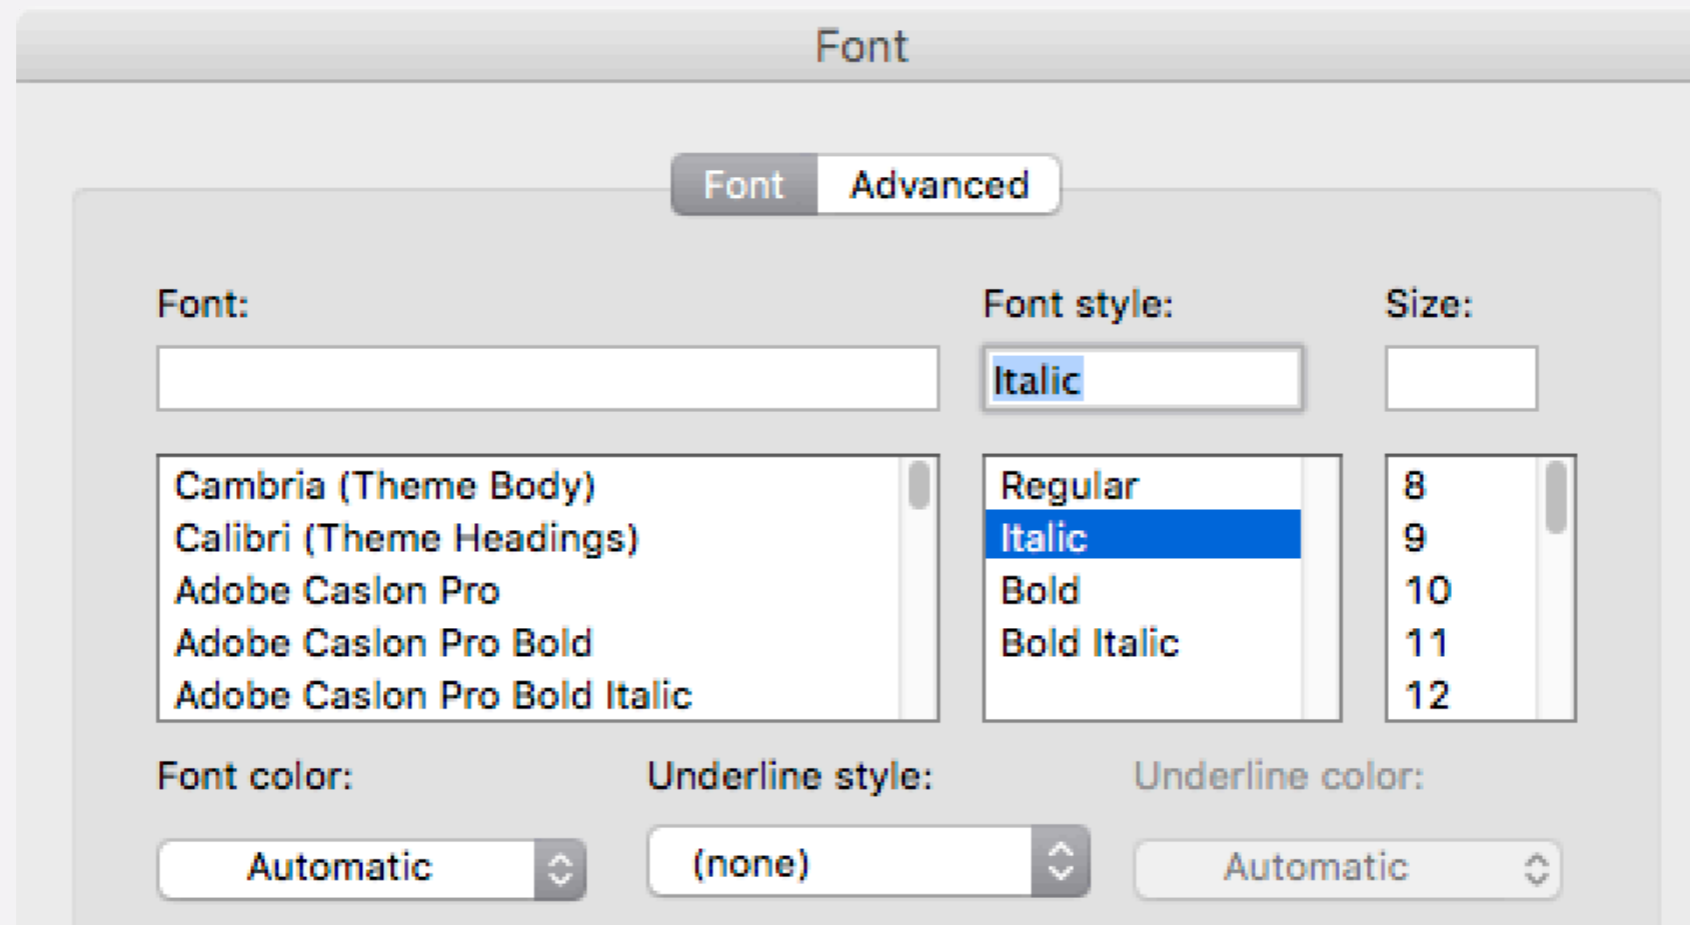 Font
Font Advanced
Font: Font style: Size:
Italic
Cambria (Theme Body) Regular 8
Calibri (Theme Headings) Italic 9
Adobe Caslon Pro Bold 10
Adobe Caslon Pro Bold Bold Italic 11
Adobe Caslon Pro Bold Italic 12
Font color: Underline style: Underline color:
Automatic (none) Automatic